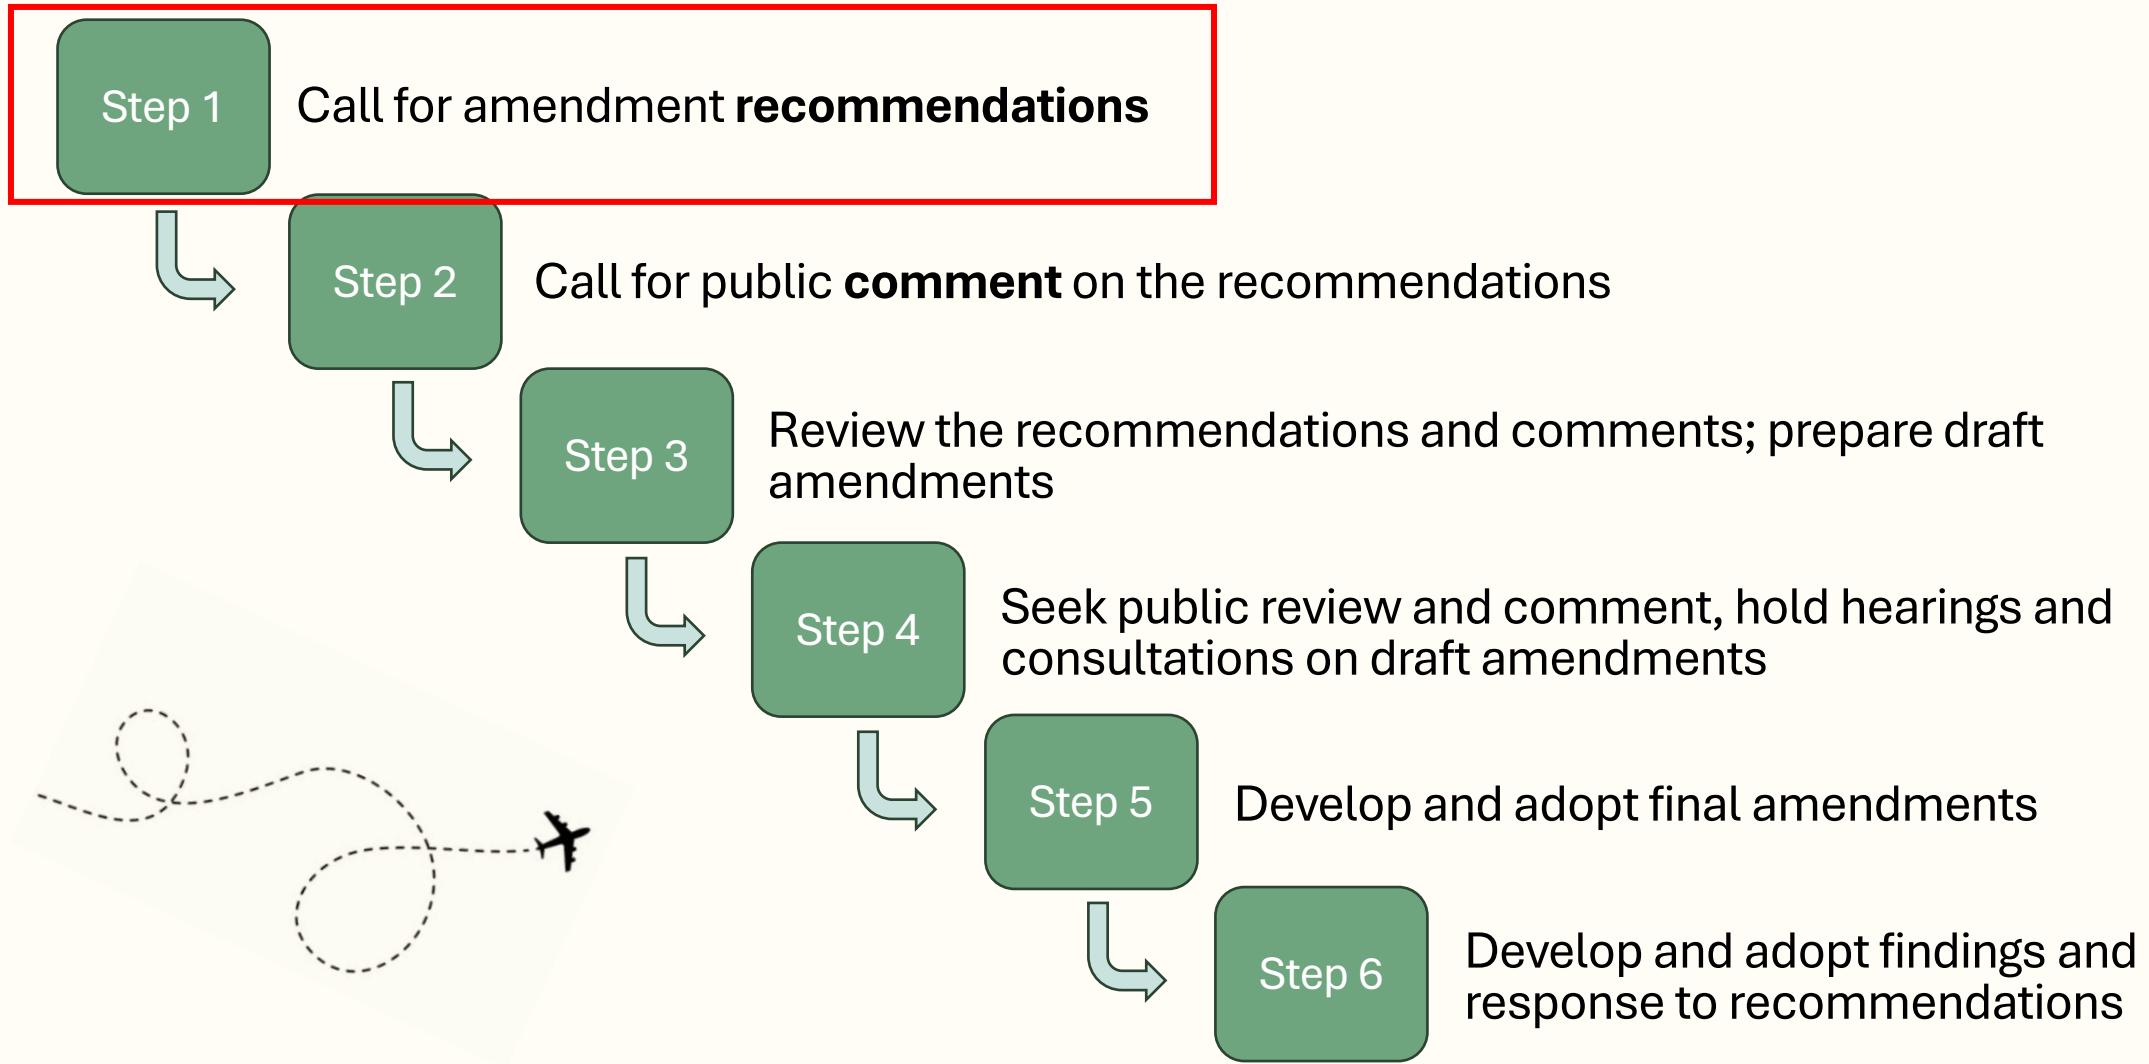 Step 1
Call for amendment recommendations
Step 2
Call for public comment on the recommendations
Step 3
Review the recommendations and comments; prepare draft
amendments
Step 4
Seek public review and comment, hold hearings and
consultations on draft amendments
Step 5
Develop and adopt final amendments
Step 6
Develop and adopt findings and
response to recommendations